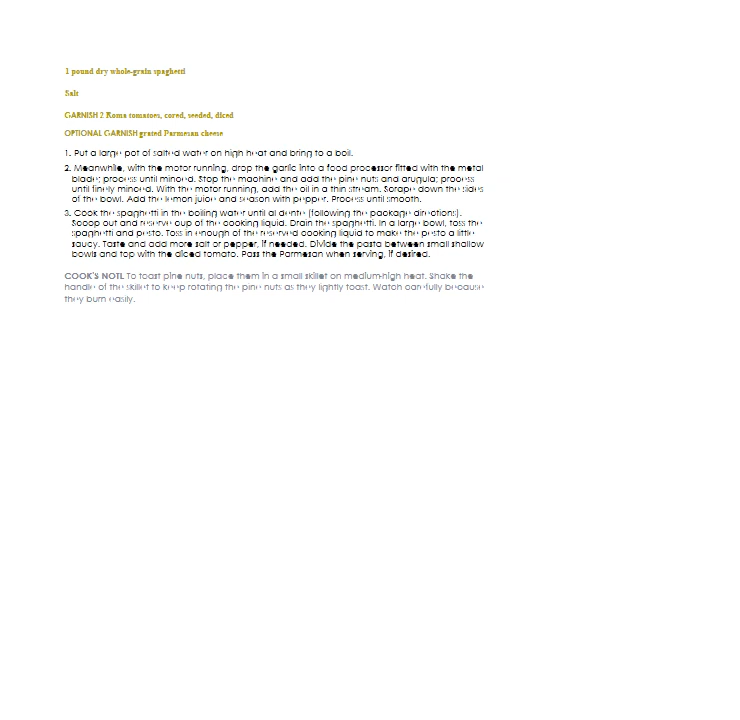 1 pound dry whole-grain spaghetti
Salt
GARNISH 2 Roma tomatoes, cored, seeded, diced
OPTIONAL GARNISH grated Parmesan cheese
1. Put a large pot of salted water on high heat and bring to a boil.
2. Meanwhile, with the motor running, drop the garlic into a food processor fitted with the metal
blade; process until minced. Stop the machine and add the pine nuts and arugula; process
until finely minced. With the motor running, add the oil in a thin stream. Scrape down the sides
of the bowl. Add the lemon juice and season with pepper. Process until smooth.
3. Cook the spaghetti in the boiling water until al dente (following the package directions).
Scoop out and reserve cup of the cooking liquid. Drain the spaghetti. In a large bowl, toss the
spaghetti and pesto. Toss in enough of the reserved cooking liquid to make the pesto a little
saucy. Taste and add more salt or pepper, if needed. Divide the pasta between small shallow
bowls and top with the diced tomato. Pass the Parmesan when serving, if desired.
COOK'S NOTE To toast pine nuts, place them in a small skillet on medium-high heat. Shake the
handle of the skillet to keep rotating the pine nuts as they lightly toast. Watch carefully because
they burn easily.